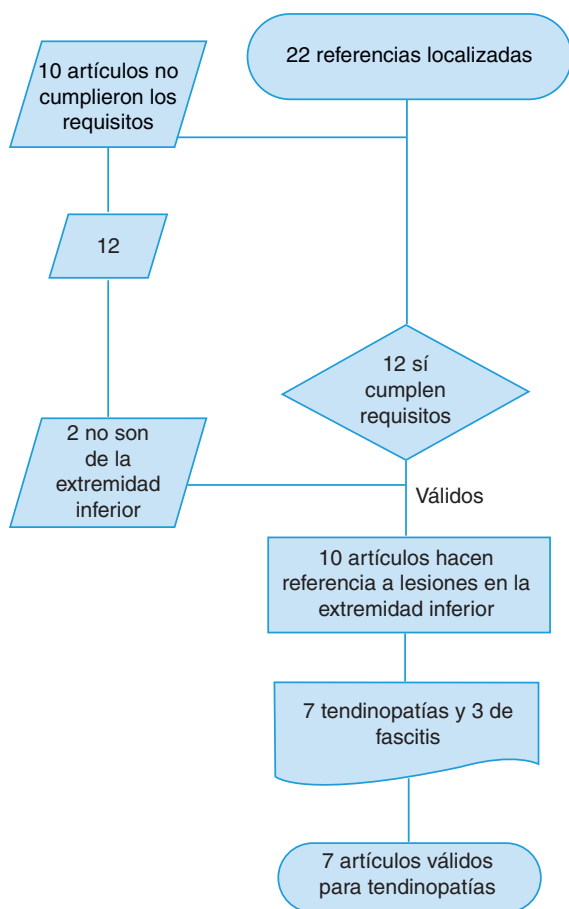 22 referencias localizadas
10 artículos no
cumplieron los
requisitos
12
12 sí
cumplen
requisitos
2 no son
de la
extremidad
inferior
Válidos
10 artículos hacen
referencia a lesiones en la
extremidad inferior
7 tendinopatías y 3 de
fascitis
7 artículos válidos
para tendinopatías